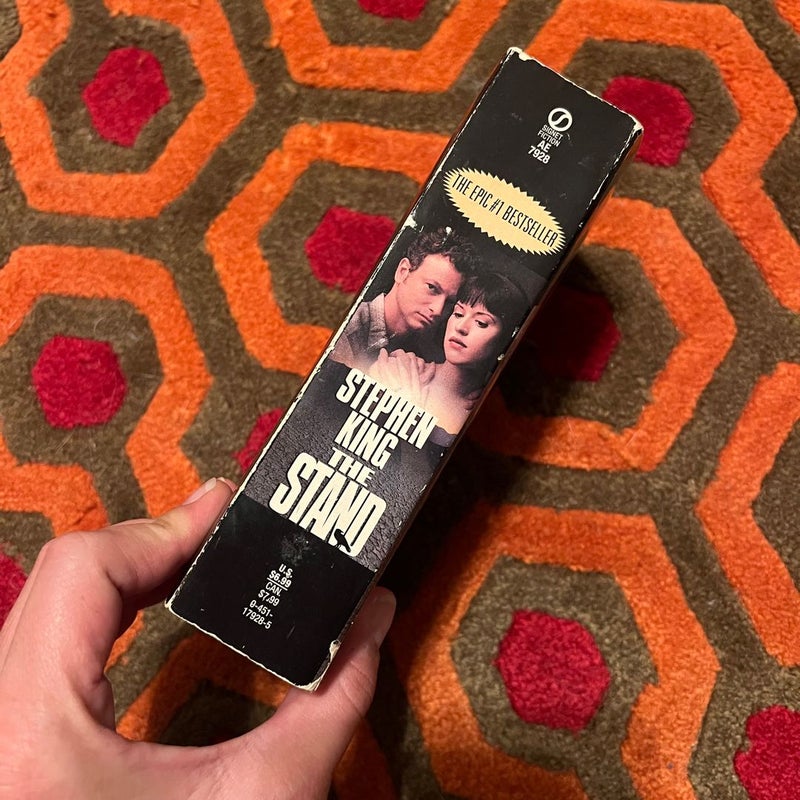 SIGNET
FICTION
AE
7928
THE EPIC #1 BESTSELLER
STEPHEN
KING
THE
STAND
U.S.
$6.99
CAN.
$7.99
0-451-
17928-5